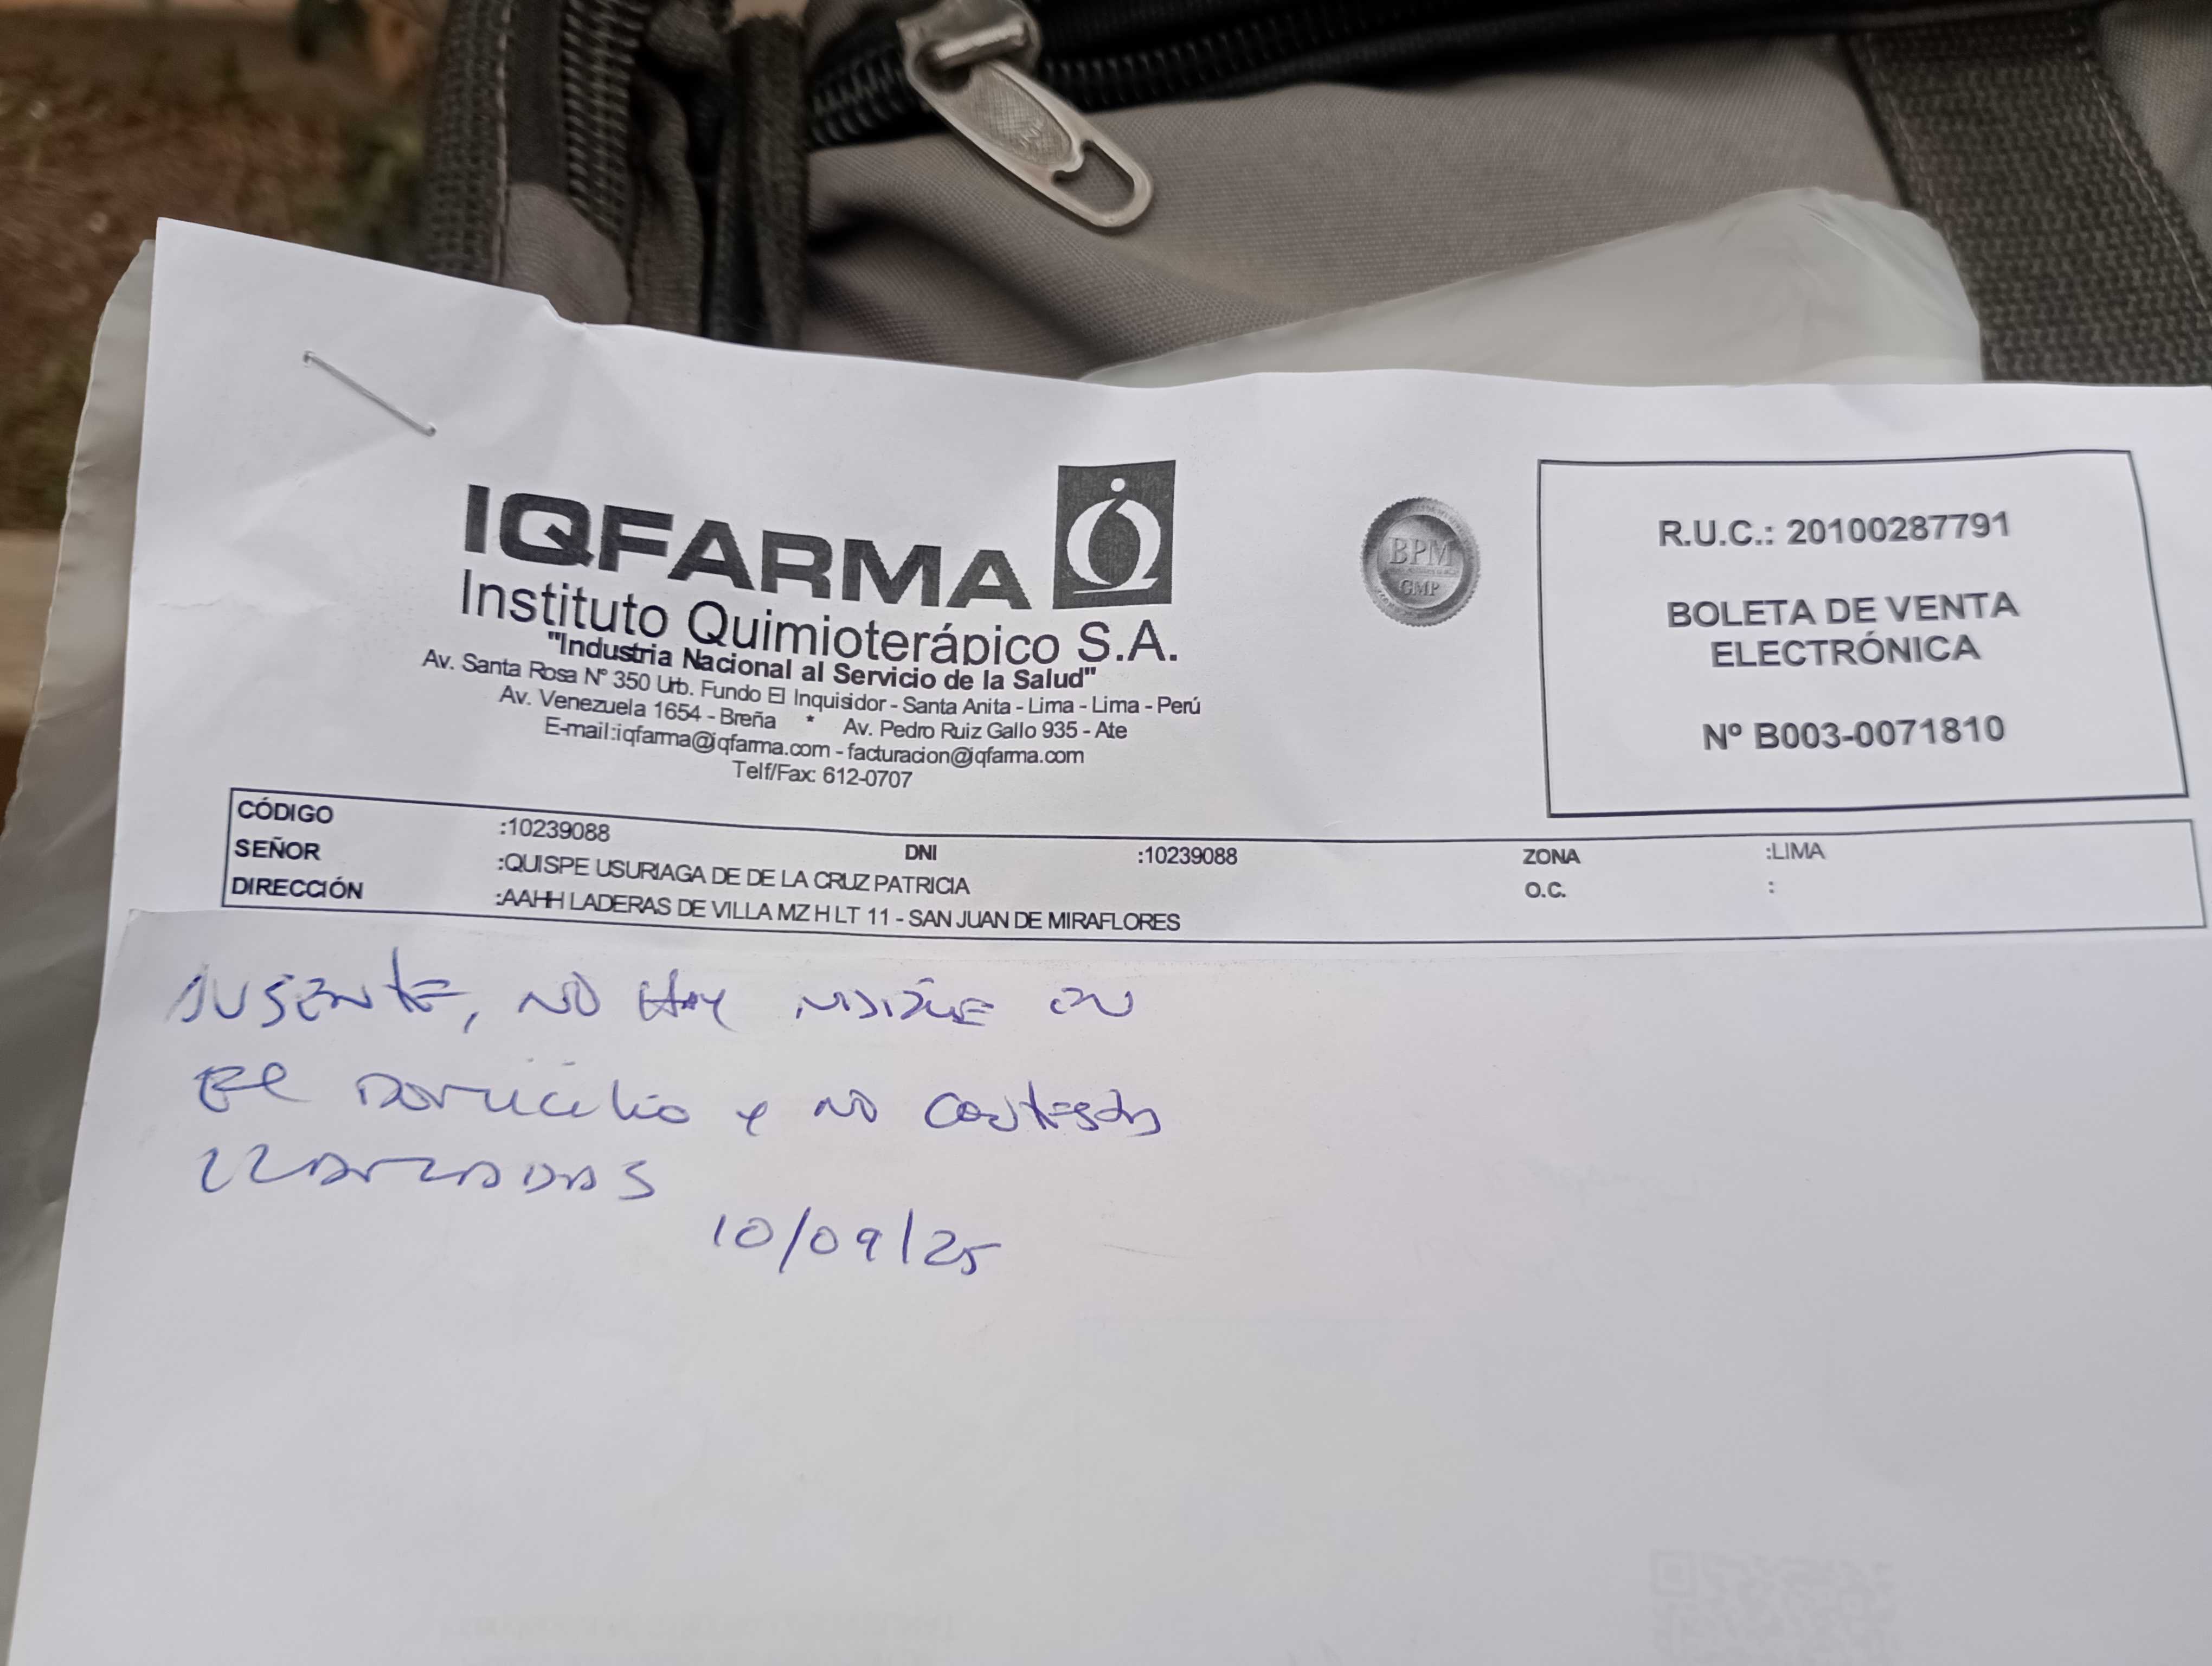 IQFARMA
Instituto Quimioterápico S.A.
"Industria Nacional al Servicio de la Salud"
Av. Santa Rosa N° 350 Urb. Fundo El Inquisidor - Santa Anita - Lima - Lima - Perú
Av. Venezuela 1654 - Breña * Av. Pedro Ruiz Gallo 935 - Ate
E-mail:iqfarma@iqfarma.com - facturacion@iqfarma.com
Telf/Fax: 612-0707
BPM
GMP
R.U.C.: 20100287791
BOLETA DE VENTA
ELECTRÓNICA
Nº B003-0071810
CÓDIGO :10239088 DNI :10239088 ZONA :LIMA
SEÑOR :QUISPE USURIAGA DE DE LA CRUZ PATRICIA O.C. :
DIRECCIÓN :AAHH LADERAS DE VILLA MZ H LT 11 - SAN JUAN DE MIRAFLORES
AUSENTE, NO HAY NADIE EN
EL DOMICILIO Y NO CONTESTAN
LLAMADAS
10/09/25